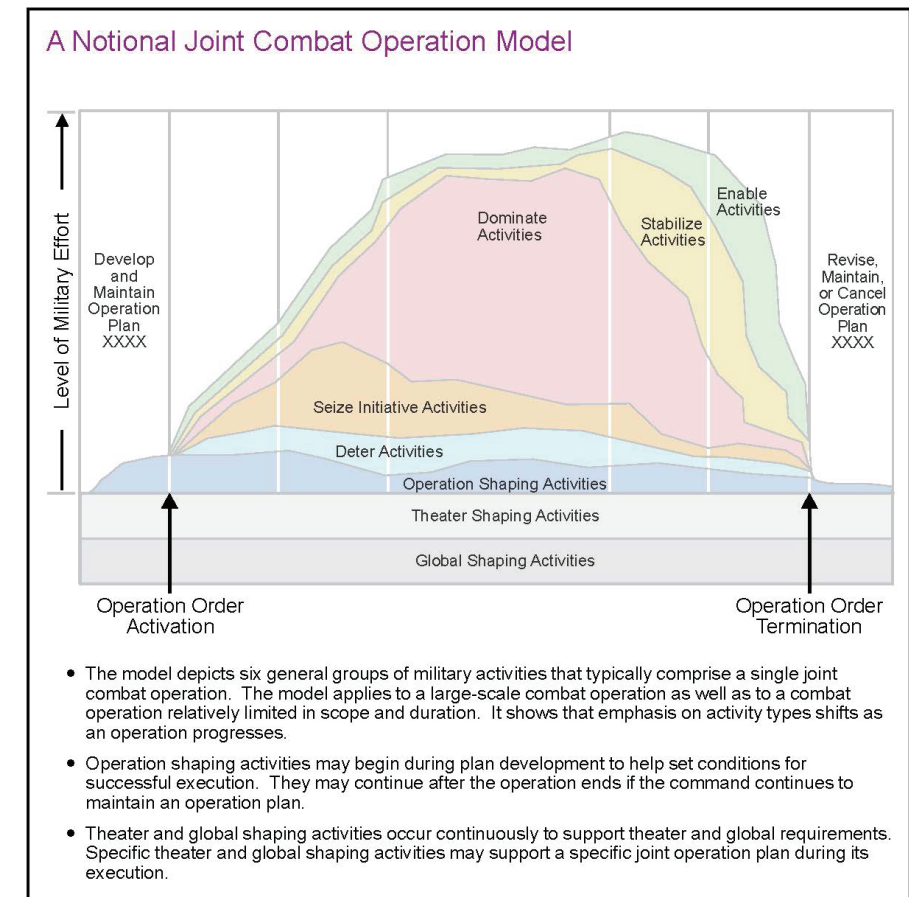 A Notional Joint Combat Operation Model
Level of Military Effort
Develop
and
Maintain
Operation
Plan
XXXX
Dominate
Activities
Stabilize
Activities
Enable
Activities
Revise,
Maintain,
or Cancel
Operation
Plan
XXXX
Seize Initiative Activities
Deter Activities
Operation Shaping Activities
Theater Shaping Activities
Global Shaping Activities
Operation Order
Activation
Operation Order
Termination
• The model depicts six general groups of military activities that typically comprise a single joint
combat operation. The model applies to a large-scale combat operation as well as to a combat
operation relatively limited in scope and duration. It shows that emphasis on activity types shifts as
an operation progresses.
• Operation shaping activities may begin during plan development to help set conditions for
successful execution. They may continue after the operation ends if the command continues to
maintain an operation plan.
• Theater and global shaping activities occur continuously to support theater and global requirements.
Specific theater and global shaping activities may support a specific joint operation plan during its
execution.